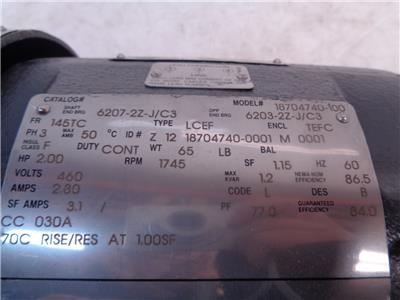 CATALOG# MODEL# 18704740-100
SHAFT END BRG 6207-2Z-J/C3 OPP END BRG 6203-2Z-J/C3
FR 145TC TYPE LCEF ENCL TEFC
PH 3 MAX AMB 50 °C ID# Z 12 18704740-0001 M 0001
INSUL CLASS F DUTY CONT WT 65 LB BAL
HP 2.00 RPM 1745 SF 1.15 HZ 60
VOLTS 460 MAX KVAR 1.2 NEMA NOM EFFICIENCY 86.5
AMPS 2.80 CODE L DES B
SF AMPS 3.1 / PF 77.0 GUARANTEED EFFICIENCY 84.0
CC 030A
70C RISE/RES AT 1.00SF